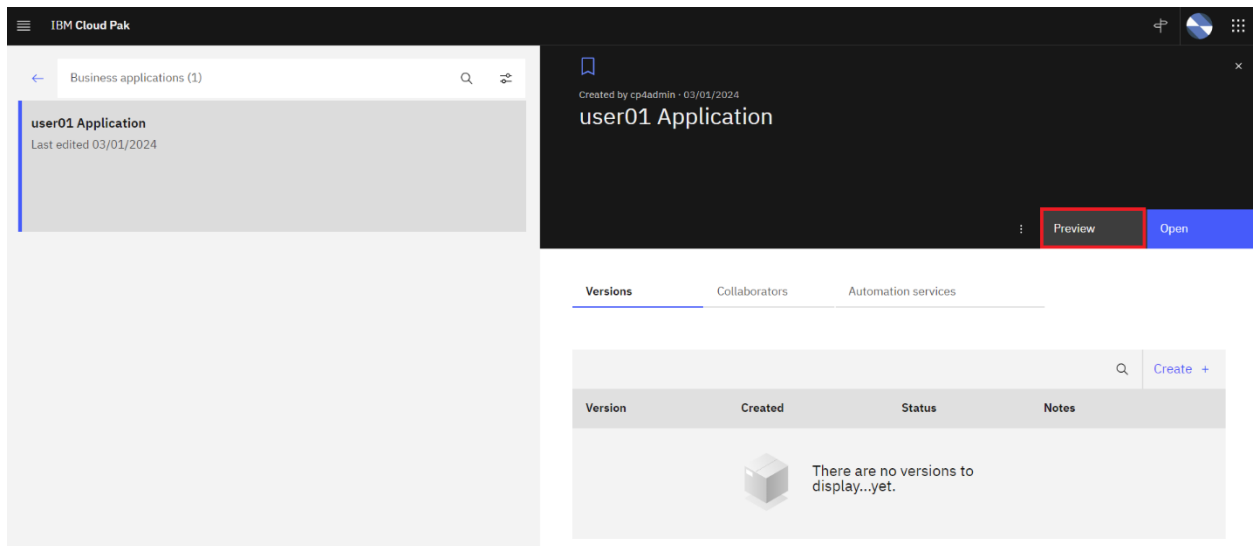 IBM Cloud Pak
Business applications (1)
user01 Application
Last edited 03/01/2024
Created by cp4admin · 03/01/2024
user01 Application
Preview
Open
Versions
Collaborators
Automation services
Create +
Version
Created
Status
Notes
There are no versions to
display...yet.